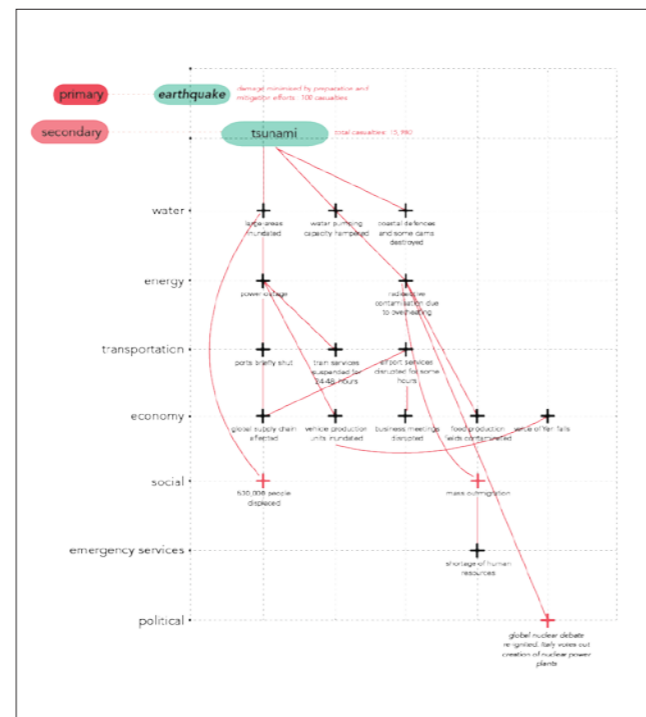 primary
earthquake
damage minimised by preparation and
mitigation efforts: 100 casualties
secondary
tsunami
total casualties: 15,980
water
large areas
inundated
water pumping
capacity hampered
coastal defences
and some dams
destroyed
energy
power outage
radioactive
contamination due
to overheating
transportation
ports briefly shut
train services
suspended for
24-48 hours
airport services
disrupted for some
hours
economy
global supply chain
affected
vehicle production
units inundated
business meetings
disrupted
food production
fields contaminated
value of Yen falls
social
people
displaced
mass outmigration
emergency services
shortage of human
resources
political
global nuclear debate
re-ignited, Italy votes out
creation of nuclear power
plants